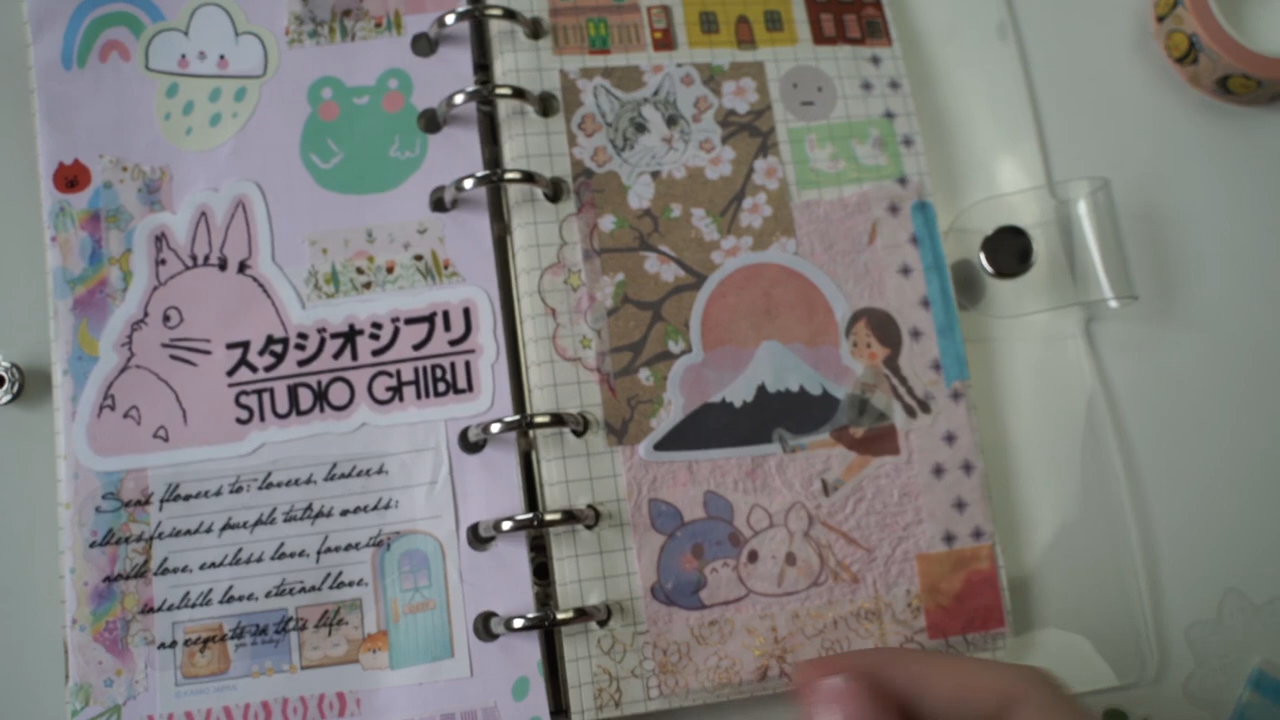 スタジオジブリ
STUDIO GHIBLI
Send flowers to: lovers, leaders,
elders friends purple tulips words:
noble love, endless love, favorite;
indelible love, eternal love,
no regrets in this life.